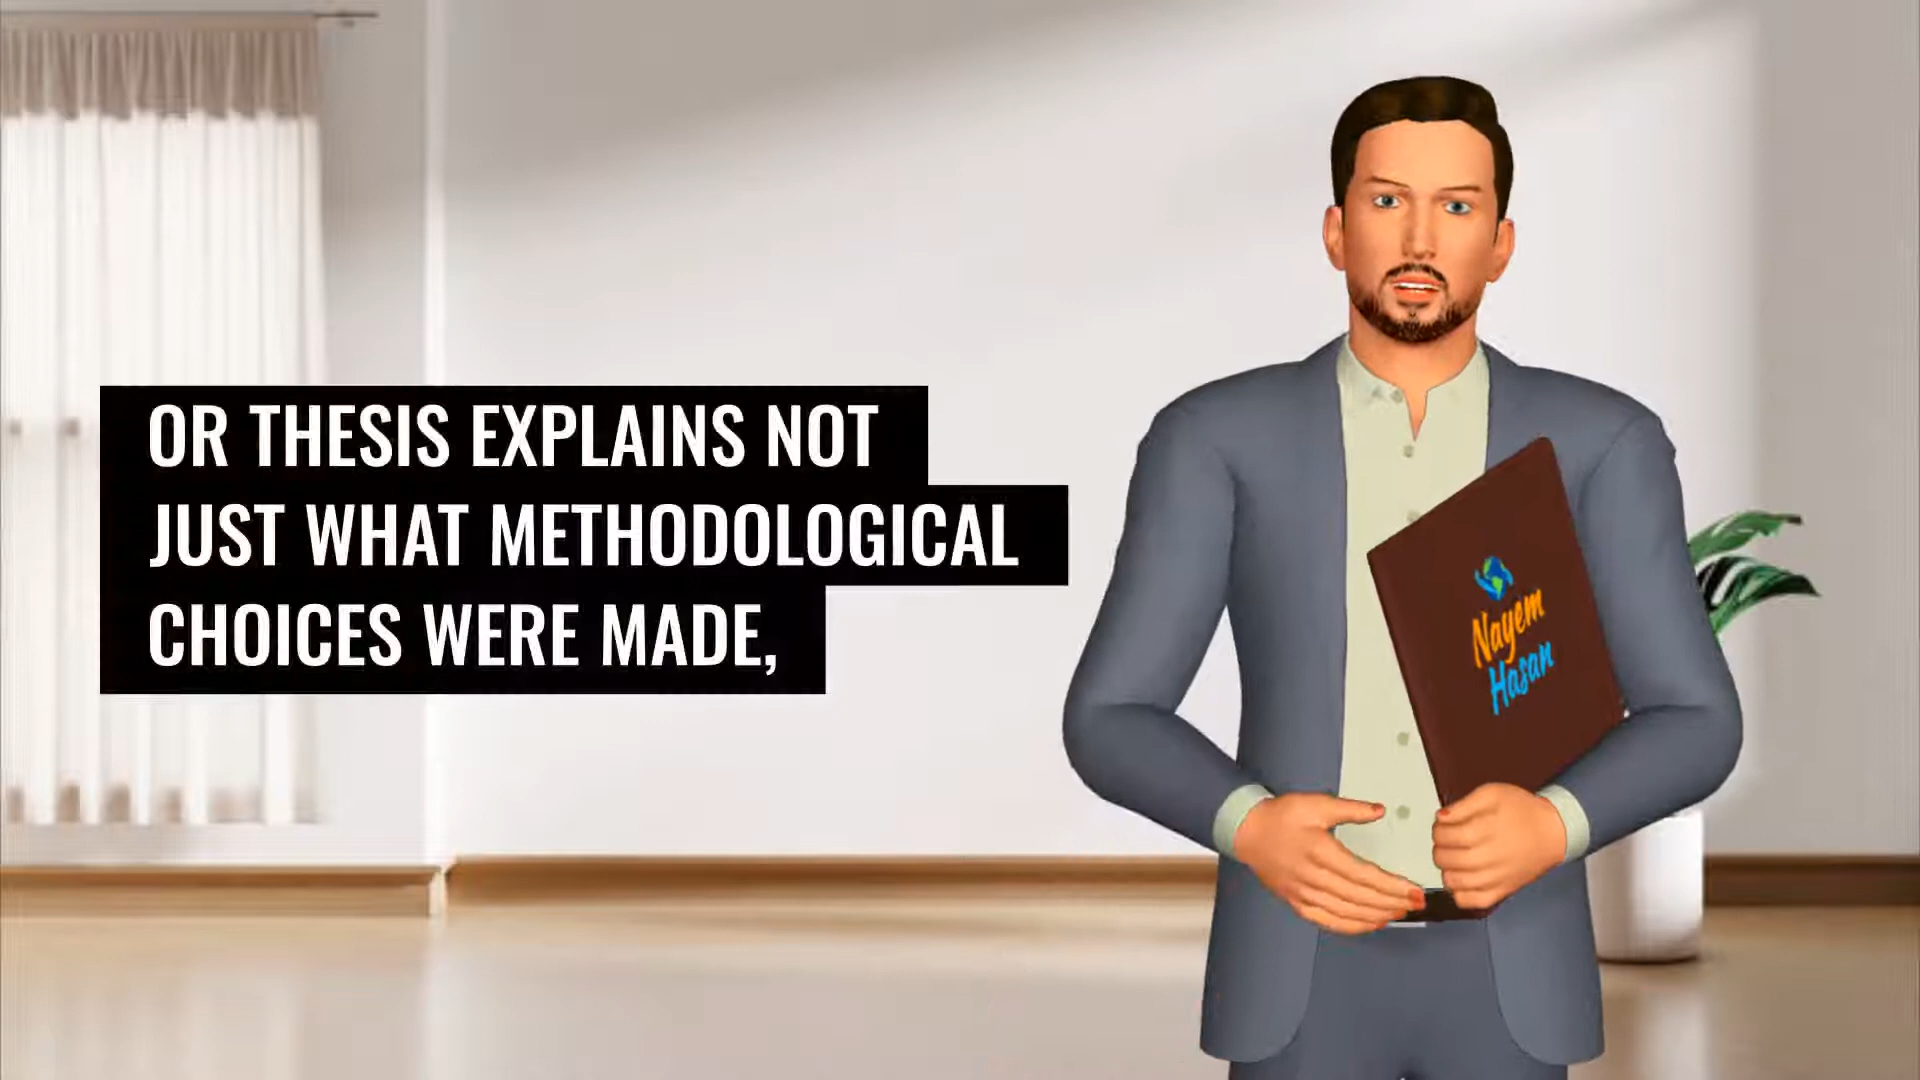 OR THESIS EXPLAINS NOT
JUST WHAT METHODOLOGICAL
CHOICES WERE MADE,
Nayem
Hasan